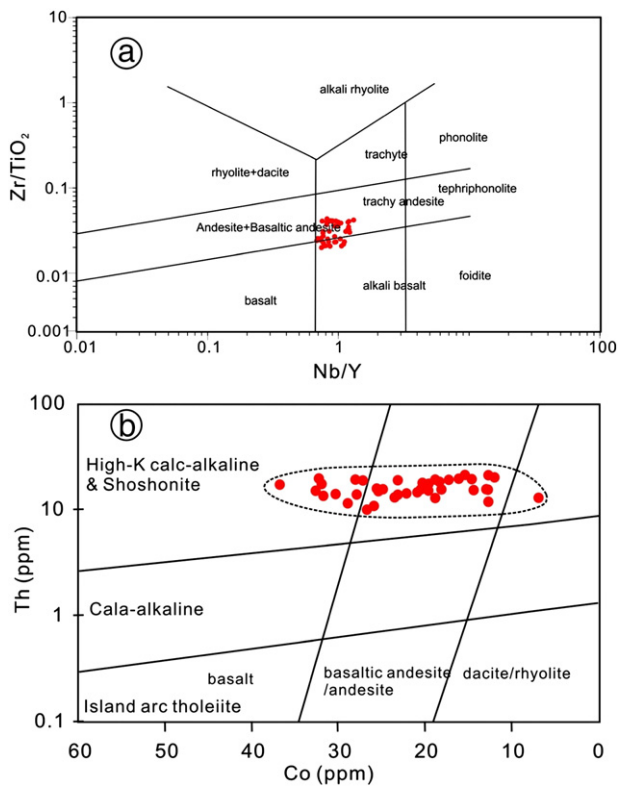 10
ⓐ
alkali rhyolite
1
phonolite
trachyte
rhyolite+dacite
Zr/TiO2
0.1
tephriphonolite
trachy andesite
Andesite+Basaltic andesite
0.01
alkali basalt
foidite
basalt
0.001
0.01 0.1 1 10 100
Nb/Y
100
ⓑ
High-K calc-alkaline
& Shoshonite
10
Th (ppm)
1
Cala-alkaline
basalt
basaltic andesite
/andesite
dacite/rhyolite
Island arc tholeiite
0.1
60 50 40 30 20 10 0
Co (ppm)